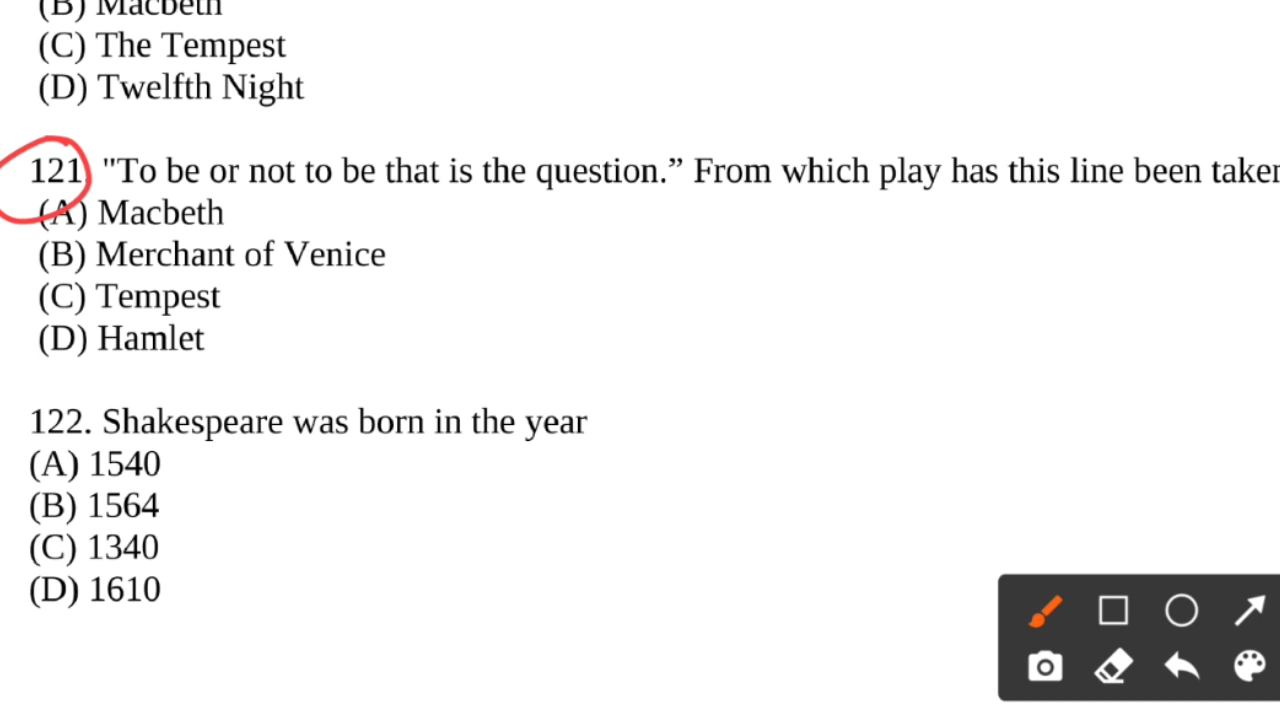 (B) Macbeth
(C) The Tempest
(D) Twelfth Night
121. "To be or not to be that is the question.” From which play has this line been
(A) Macbeth
(B) Merchant of Venice
(C) Tempest
(D) Hamlet
122. Shakespeare was born in the year
(A) 1540
(B) 1564
(C) 1340
(D) 1610